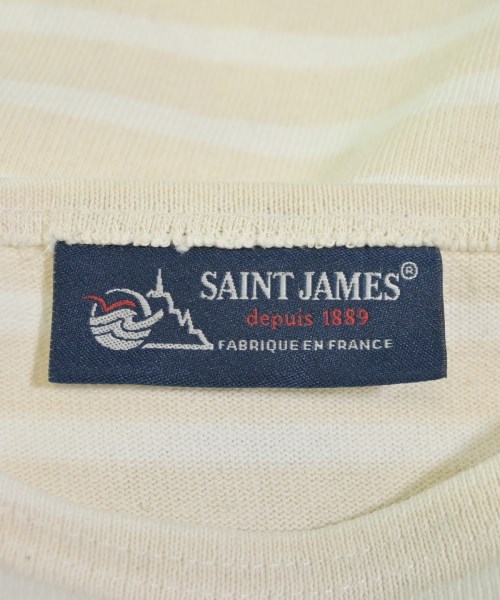 SAINT JAMES®
depuis 1889
FABRIQUE EN FRANCE